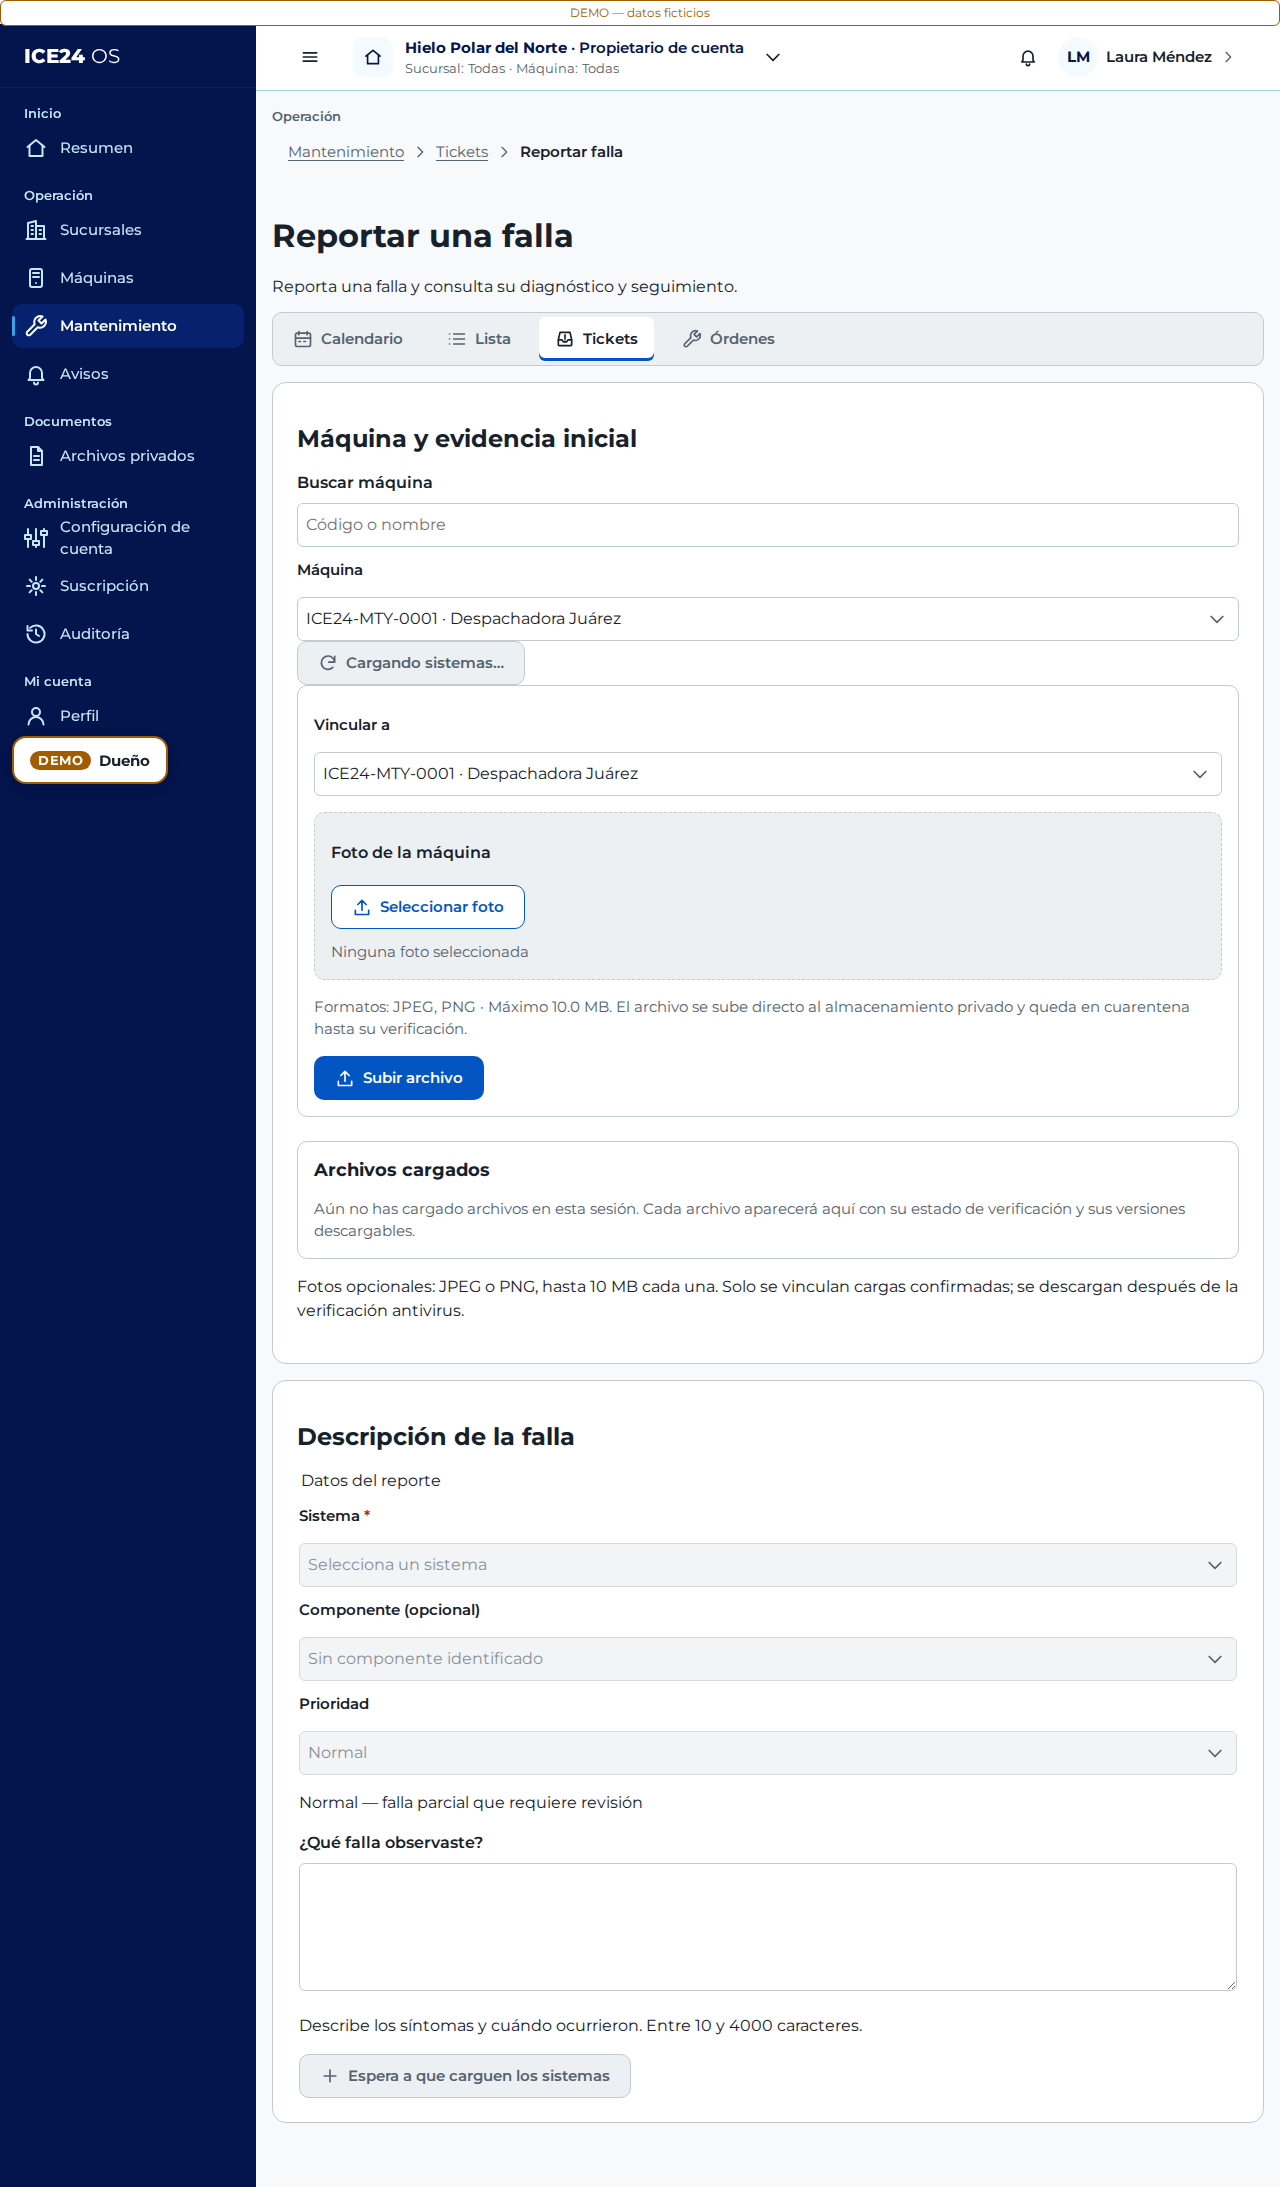 DEMO — datos ficticios
ICE24 OS
Inicio
Resumen
Operación
Sucursales
Máquinas
Mantenimiento
Avisos
Documentos
Archivos privados
Administración
Configuración de
cuenta
Suscripción
Auditoría
Mi cuenta
Perfil
DEMO Dueño
Hielo Polar del Norte · Propietario de cuenta
Sucursal: Todas · Máquina: Todas
LM Laura Méndez
Operación
Mantenimiento > Tickets > Reportar falla
Reportar una falla
Reporta una falla y consulta su diagnóstico y seguimiento.
Calendario Lista Tickets Órdenes
Máquina y evidencia inicial
Buscar máquina
Código o nombre
Máquina
ICE24-MTY-0001 · Despachadora Juárez
Cargando sistemas...
Vincular a
ICE24-MTY-0001 · Despachadora Juárez
Foto de la máquina
Seleccionar foto
Ninguna foto seleccionada
Formatos: JPEG, PNG · Máximo 10.0 MB. El archivo se sube directo al almacenamiento privado y queda en cuarentena
hasta su verificación.
Subir archivo
Archivos cargados
Aún no has cargado archivos en esta sesión. Cada archivo aparecerá aquí con su estado de verificación y sus versiones
descargables.
Fotos opcionales: JPEG o PNG, hasta 10 MB cada una. Solo se vinculan cargas confirmadas; se descargan después de la
verificación antivirus.
Descripción de la falla
Datos del reporte
Sistema *
Selecciona un sistema
Componente (opcional)
Sin componente identificado
Prioridad
Normal
Normal — falla parcial que requiere revisión
¿Qué falla observaste?
Describe los síntomas y cuándo ocurrieron. Entre 10 y 4000 caracteres.
Espera a que carguen los sistemas